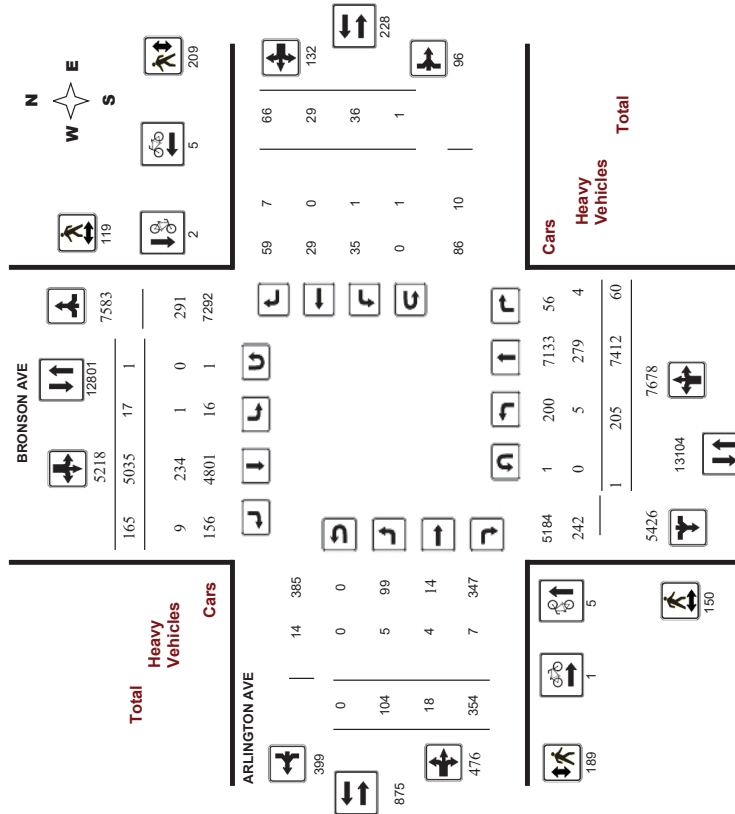 N
W E
S
119
209
2
5
BRONSON AVE
5218
12801
7583
165 5035 17 1
9 234 1 0 291
156 4801 16 1 7292
Total
Heavy
Vehicles
Cars
ARLINGTON AVE
399
875
476
14 385
0 0 0
104 5 99
18 4 14
354 7 347
59 7 66
29 0 29
35 1 36
0 1 1
86 10
132
228
96
Cars
Heavy
Vehicles
Total
5184 1 200 7133 56
242 0 5 279 4
1 205 7412 60
5426
13104
7678
189
1
5
150